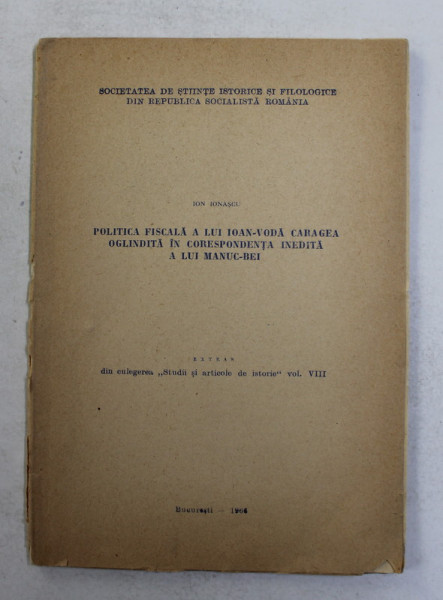 SOCIETATEA DE ȘTIINȚE ISTORICE ȘI FILOLOGICE
DIN REPUBLICA SOCIALISTĂ ROMÂNIA
ION IONAȘCU
POLITICA FISCALĂ A LUI IOAN-VODĂ CARAGEA
OGLINDITĂ ÎN CORESPONDENȚA INEDITĂ
A LUI MANUC-BEI
EXTRAS
din culegerea „Studii și articole de istorie" vol. VIII
București — 1966